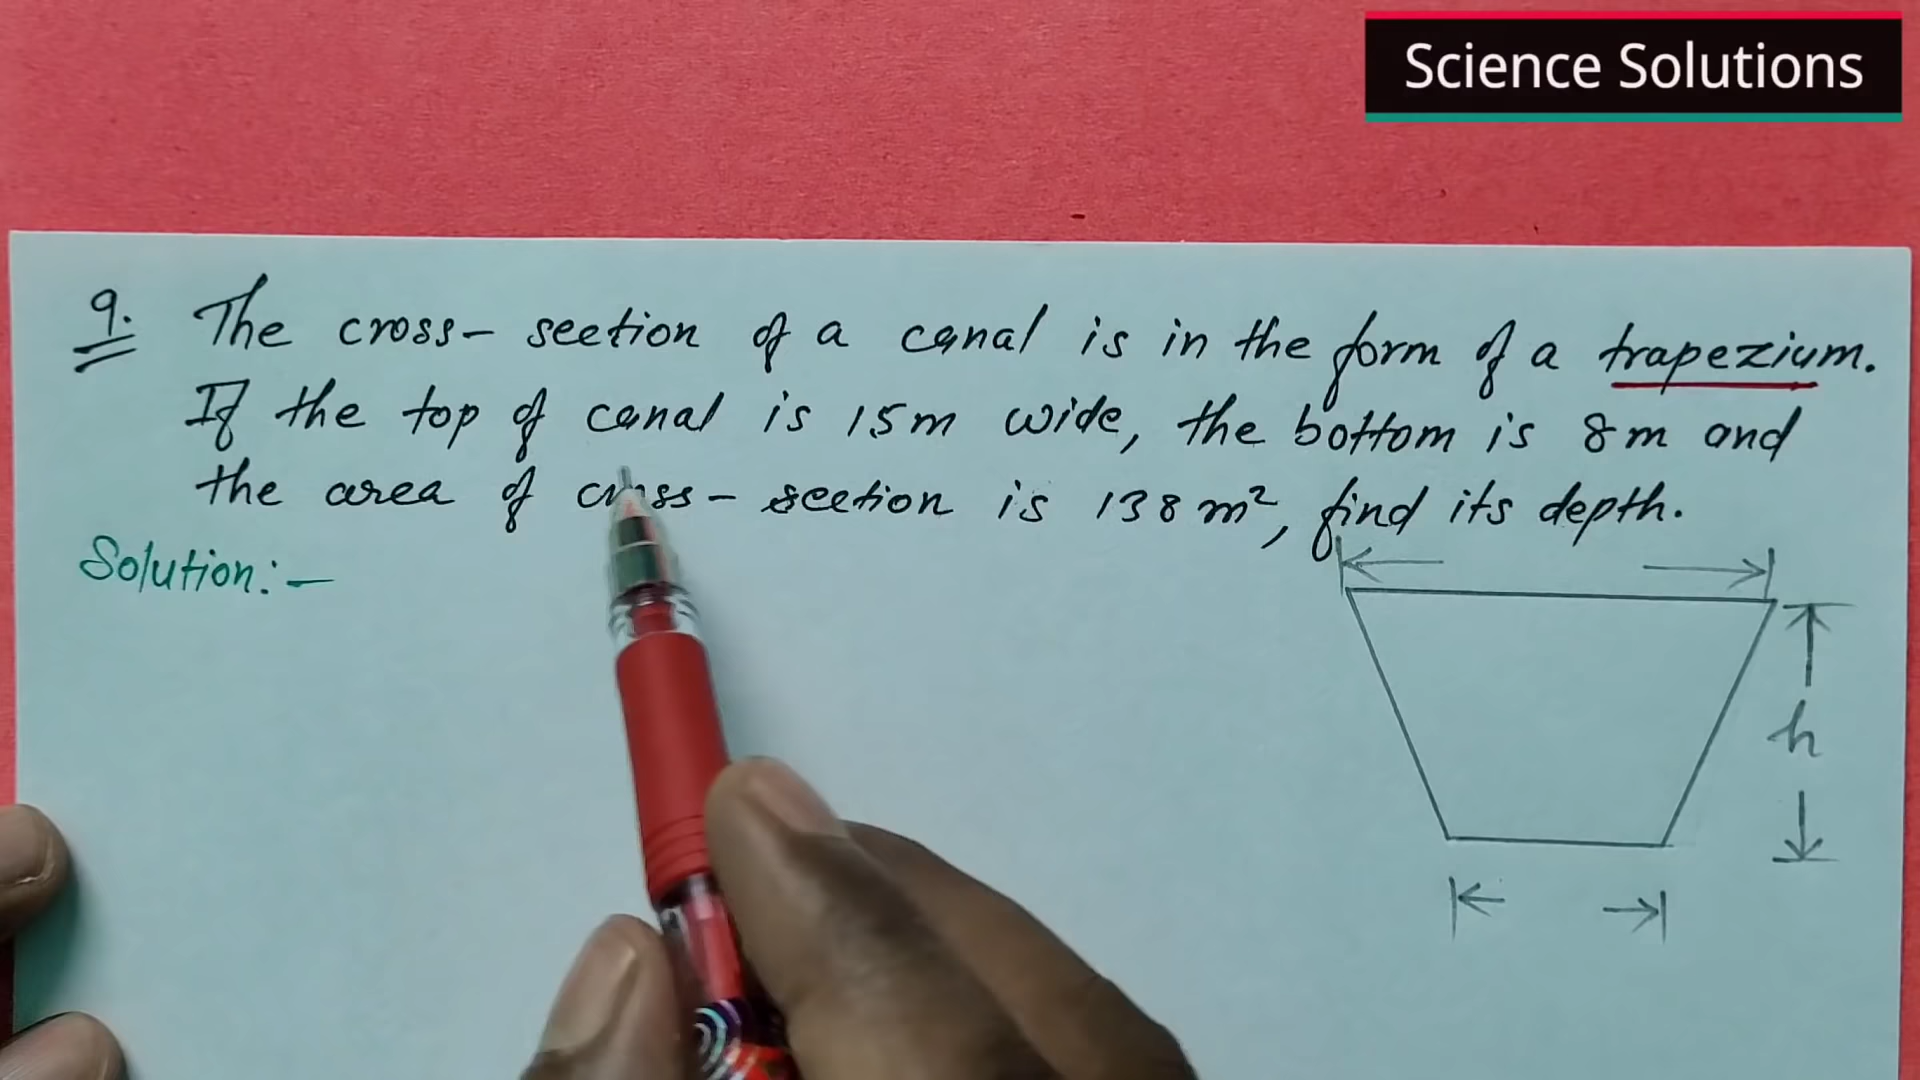 Science Solutions
9. The cross-section of a canal is in the form of a trapezium.
If the top of canal is 15m wide, the bottom is 8m and
the area of cross-section is 138 m², find its depth.
Solution:-
h